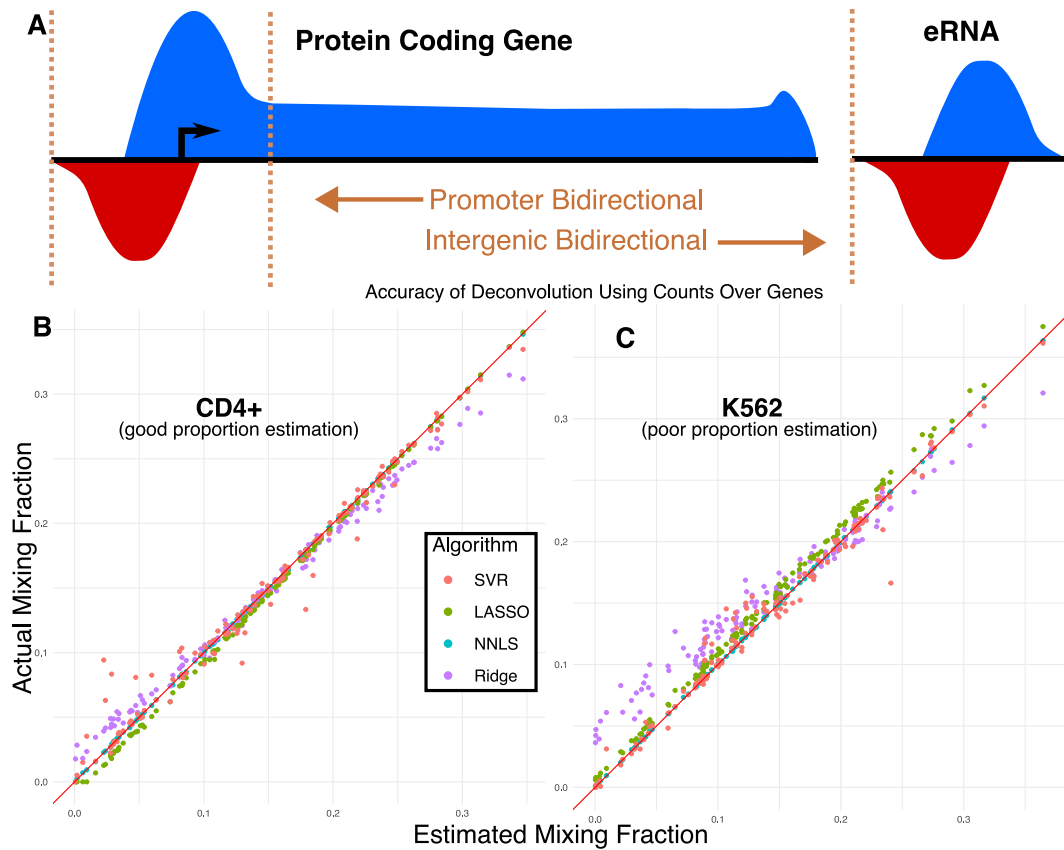 A
Protein Coding Gene
eRNA
Promoter Bidirectional
Intergenic Bidirectional
Accuracy of Deconvolution Using Counts Over Genes
B
CD4+
(good proportion estimation)
C
K562
(poor proportion estimation)
Actual Mixing Fraction
0.3
0.2
0.1
0.0
0.3
0.2
0.1
0.0
Algorithm
SVR
LASSO
NNLS
Ridge
0.0 0.1 0.2 0.3
0.0 0.1 0.2 0.3
Estimated Mixing Fraction